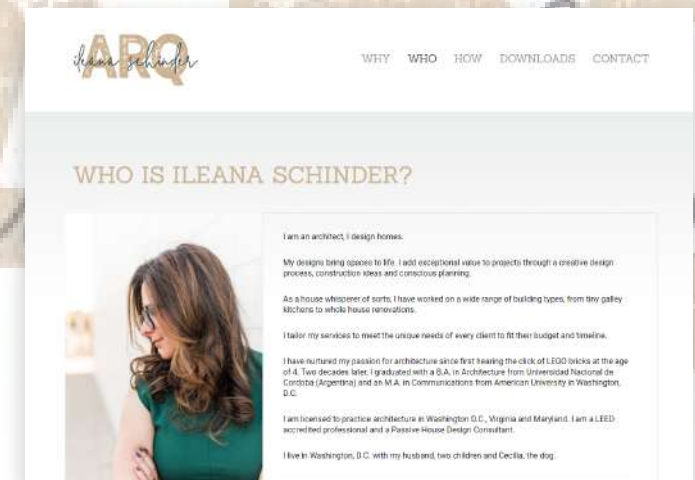 ARQ
ileana schinder
WHY WHO HOW DOWNLOADS CONTACT
WHO IS ILEANA SCHINDER?
I am an architect, I design homes.
My designs bring spaces to life. I add exceptional value to projects through a creative design
process, construction ideas and conscious planning.
As a house whisperer of sorts, I have worked on a wide range of building types, from tiny galley
kitchens to whole house renovations.
I tailor my services to meet the unique needs of every client to fit their budget and timeline.
I have nurtured my passion for architecture since first hearing the click of LEGO bricks at the age
of 4. Two decades later, I graduated with a B.A. in Architecture from Universidad Nacional de
Cordoba (Argentina) and an M.A. in Communications from American University in Washington,
D.C.
I am licensed to practice architecture in Washington D.C., Virginia and Maryland. I am a LEED
accredited professional and a Passive House Design Consultant.
I live in Washington, D.C. with my husband, two children and Cecilia, the dog.